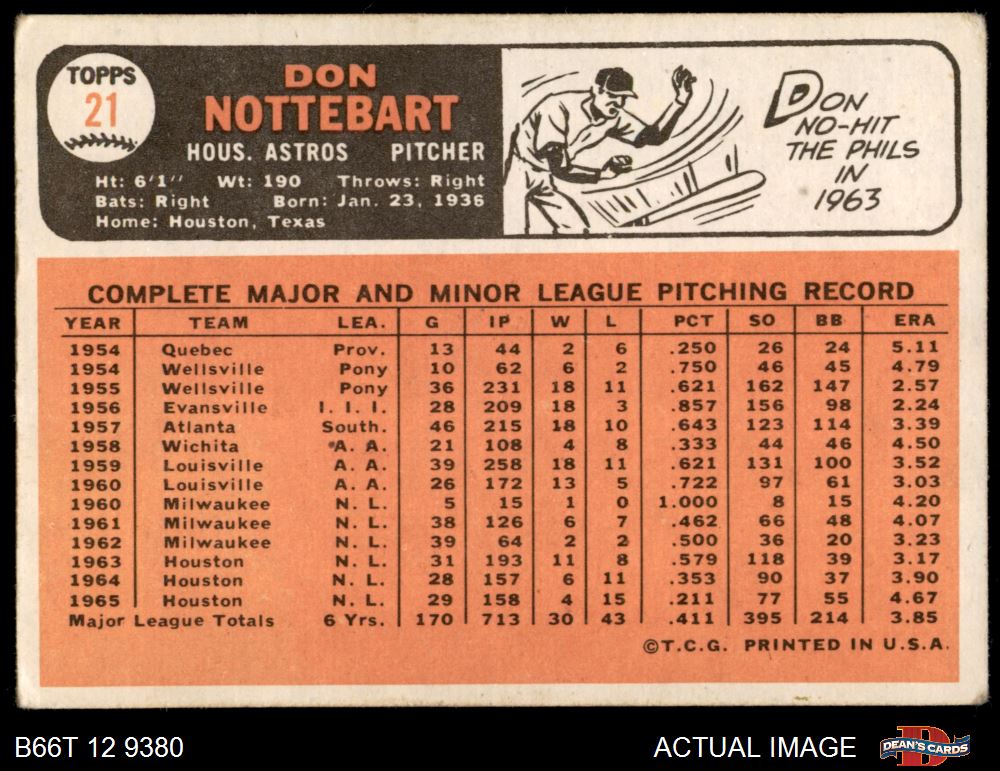 TOPPS
21
DON
NOTTEBART
HOUS. ASTROS PITCHER
Ht: 6'1" Wt: 190 Throws: Right
Bats: Right Born: Jan. 23, 1936
Home: Houston, Texas
DON
NO-HIT
THE PHILS
IN
1963
COMPLETE MAJOR AND MINOR LEAGUE PITCHING RECORD
YEAR TEAM LEA. G IP W L PCT SO BB ERA
1954 Quebec Prov. 13 44 2 6 .250 26 24 5.11
1954 Wellsville Pony 10 62 6 2 .750 46 45 4.79
1955 Wellsville Pony 36 231 18 11 .621 162 147 2.57
1956 Evansville I. I. I. 28 209 18 3 .857 156 98 2.24
1957 Atlanta South. 46 215 18 10 .643 123 114 3.39
1958 Wichita A. A. 21 108 4 8 .333 44 46 4.50
1959 Louisville A. A. 39 258 18 11 .621 131 100 3.52
1960 Louisville A. A. 26 172 13 5 .722 97 61 3.03
1960 Milwaukee N. L. 5 15 1 0 1.000 8 15 4.20
1961 Milwaukee N. L. 38 126 6 7 .462 66 48 4.07
1962 Milwaukee N. L. 39 64 2 2 .500 36 20 3.23
1963 Houston N. L. 31 193 11 8 .579 118 39 3.17
1964 Houston N. L. 28 157 6 11 .353 90 37 3.90
1965 Houston N. L. 29 158 4 15 .211 77 55 4.67
Major League Totals 6 Yrs. 170 713 30 43 .411 395 214 3.85
©T.C.G. PRINTED IN U.S.A.
B66T 12 9380
ACTUAL IMAGE
DEAN'S CARDS